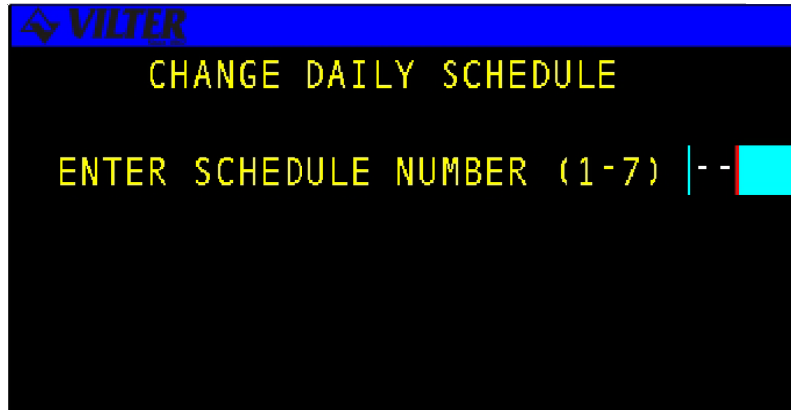 VILTER
CHANGE DAILY SCHEDULE
ENTER SCHEDULE NUMBER (1-7) --